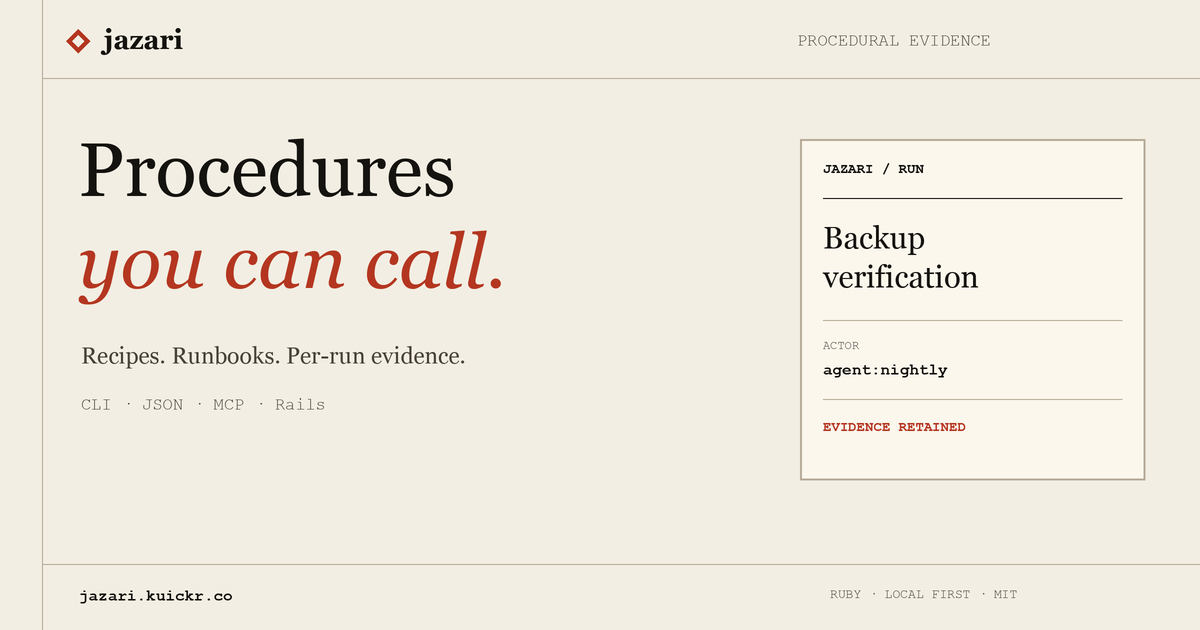 jazari
PROCEDURAL EVIDENCE
Procedures
you can call.
Recipes. Runbooks. Per-run evidence.
CLI · JSON · MCP · Rails
JAZARI / RUN
Backup
verification
ACTOR
agent:nightly
EVIDENCE RETAINED
jazari.kuickr.co
RUBY · LOCAL FIRST · MIT